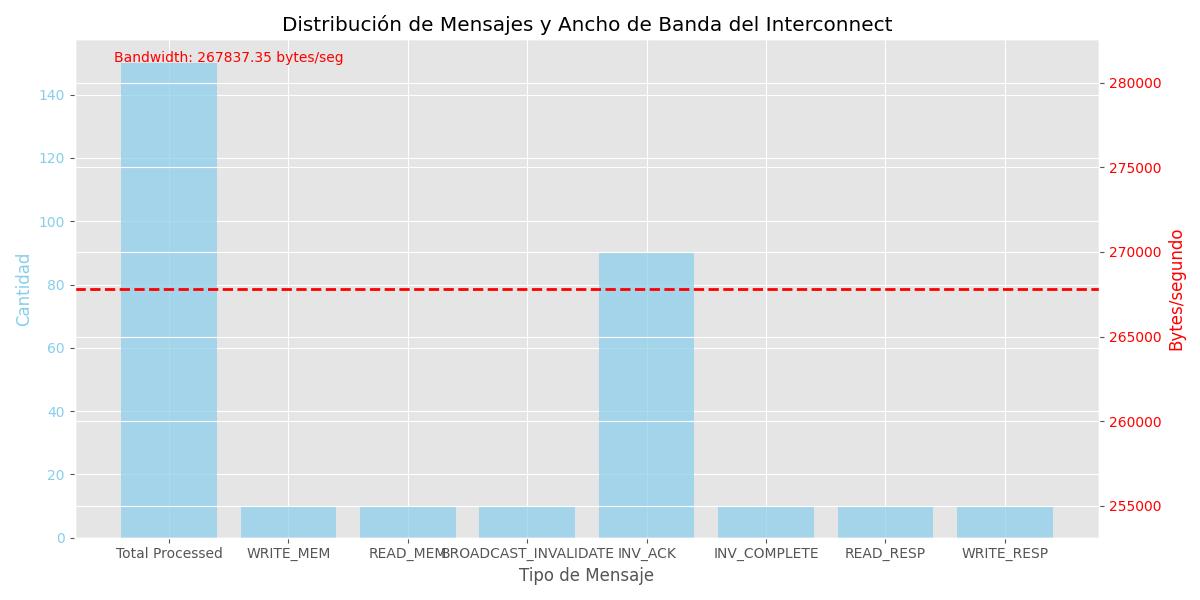 Distribución de Mensajes y Ancho de Banda del Interconnect
Bandwidth: 267837.35 bytes/seg
140
120
100
80
60
40
20
0
Cantidad
280000
275000
270000
265000
260000
255000
Bytes/segundo
Total Processed
WRITE_MEM
READ_MEM
BROADCAST_INVALIDATE
INV_ACK
INV_COMPLETE
READ_RESP
WRITE_RESP
Tipo de Mensaje